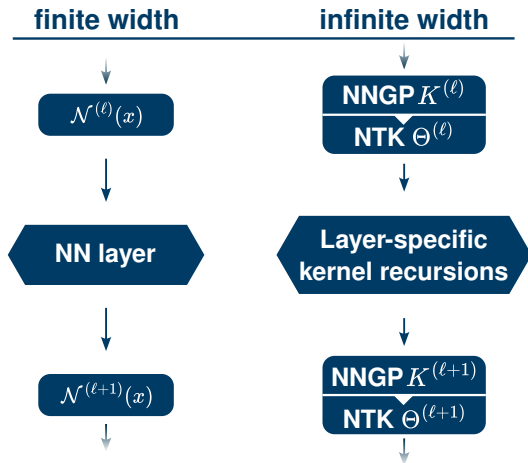 finite width
infinite width
𝒩^(ℓ)(x)
NNGP K^(ℓ)
NTK Θ^(ℓ)
NN layer
Layer-specific
kernel recursions
𝒩^(ℓ+1)(x)
NNGP K^(ℓ+1)
NTK Θ^(ℓ+1)